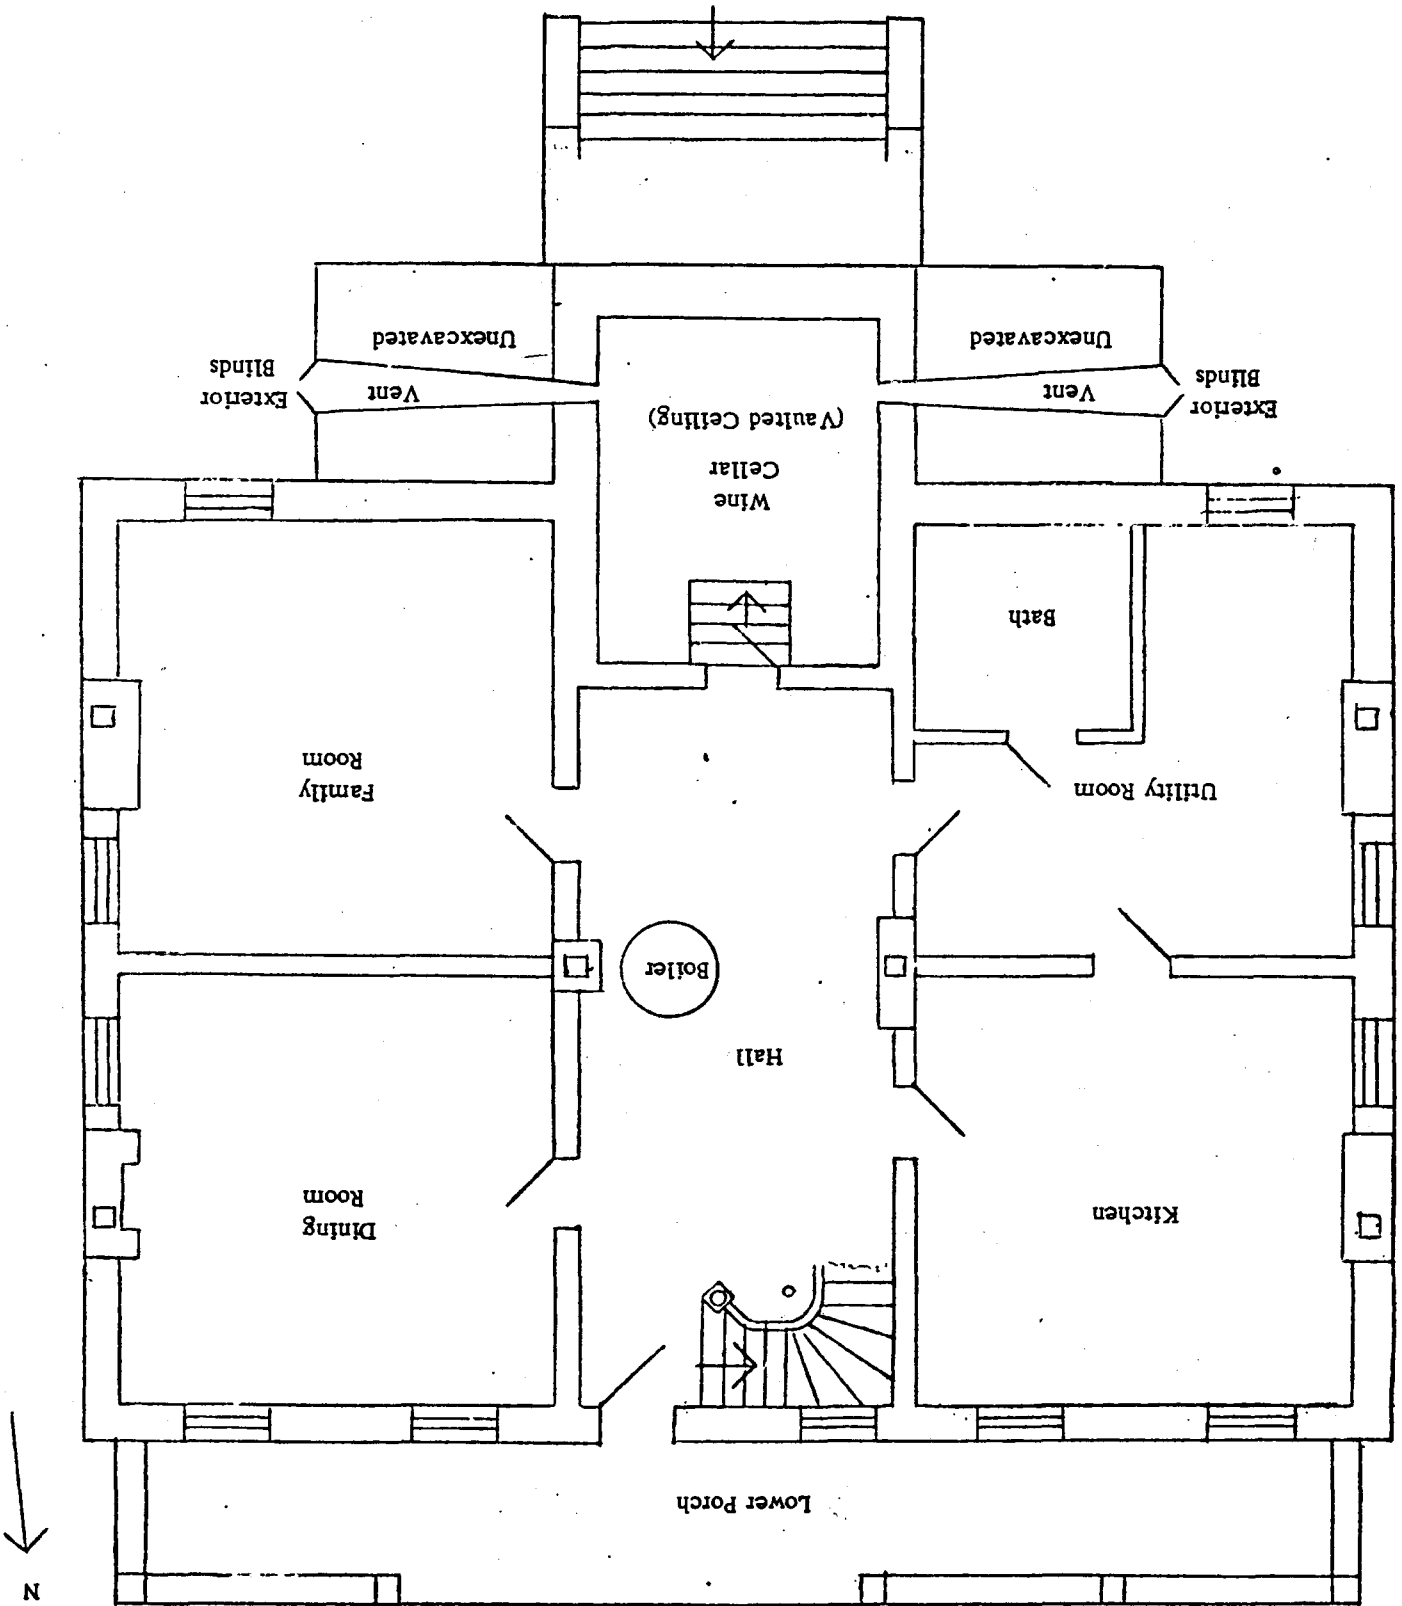 N
Lower Porch
Kitchen
Dining
Room
Hall
Boiler
Utility Room
Family
Room
Bath
Wine
Cellar
(Vaulted Ceiling)
Exterior
Blinds
Vent
Unexcavated
Vent
Unexcavated
Exterior
Blinds